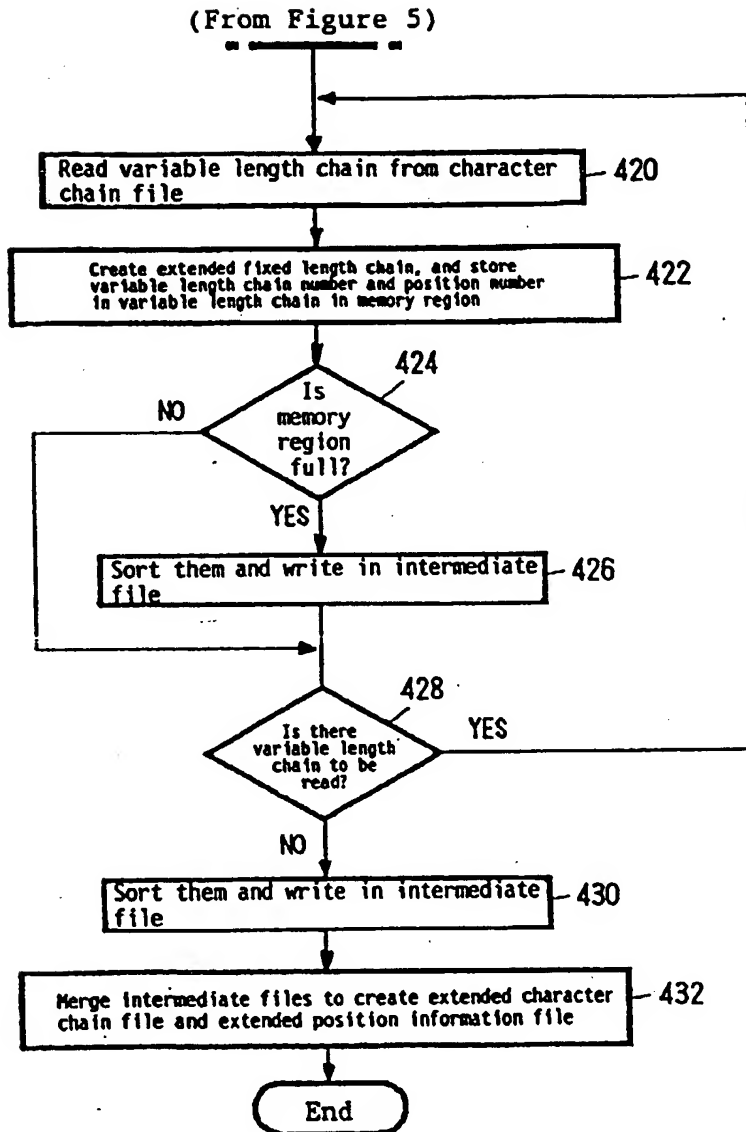 (From Figure 5)
Read variable length chain from character
chain file
420
Create extended fixed length chain, and store
variable length chain number and position number
in variable length chain in memory region
422
424
Is
memory
region
full?
NO
YES
Sort them and write in intermediate
file
426
428
Is there
variable length
chain to be
read?
YES
NO
Sort them and write in intermediate
file
430
Merge intermediate files to create extended character
chain file and extended position information file
432
End